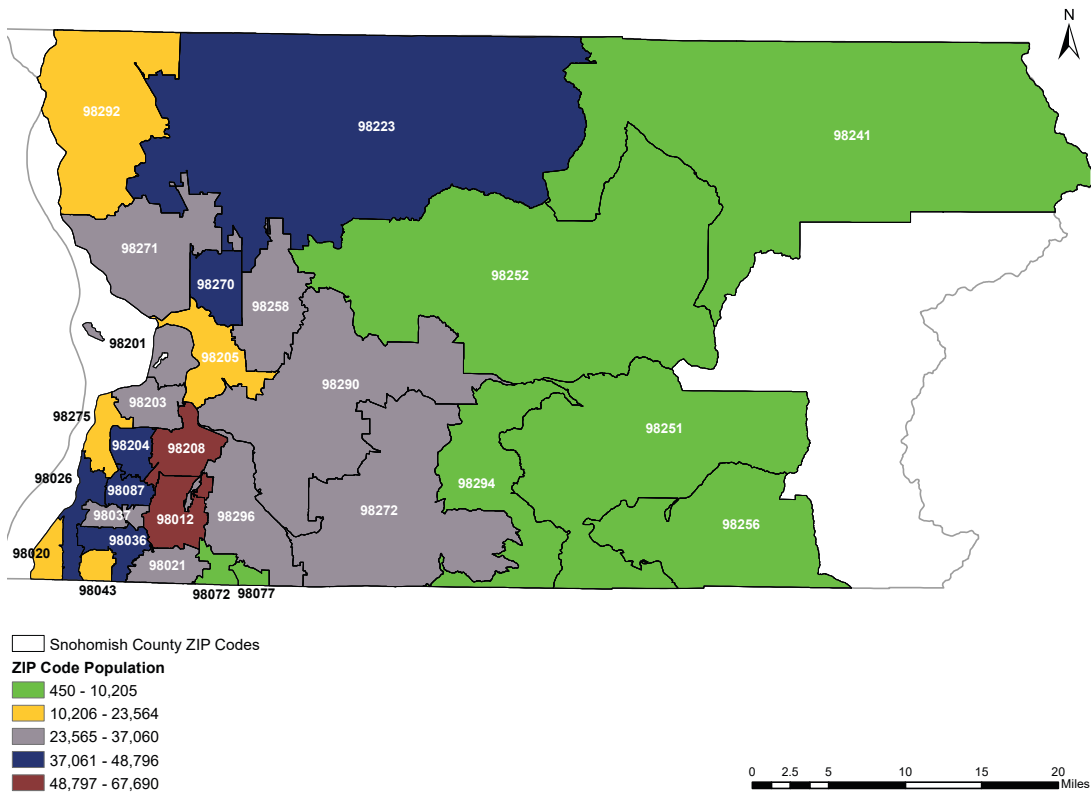 N
98292
98223
98241
98271
98252
98270
98258
98201
98205
98290
98275
98203
98251
98204
98208
98026
98294
98087
98037
98012
98296
98272
98256
98036
98020
98021
98043
98072
98077
Snohomish County ZIP Codes
ZIP Code Population
450 - 10,205
10,206 - 23,564
23,565 - 37,060
37,061 - 48,796
48,797 - 67,690
0 2.5 5 10 15 20
Miles